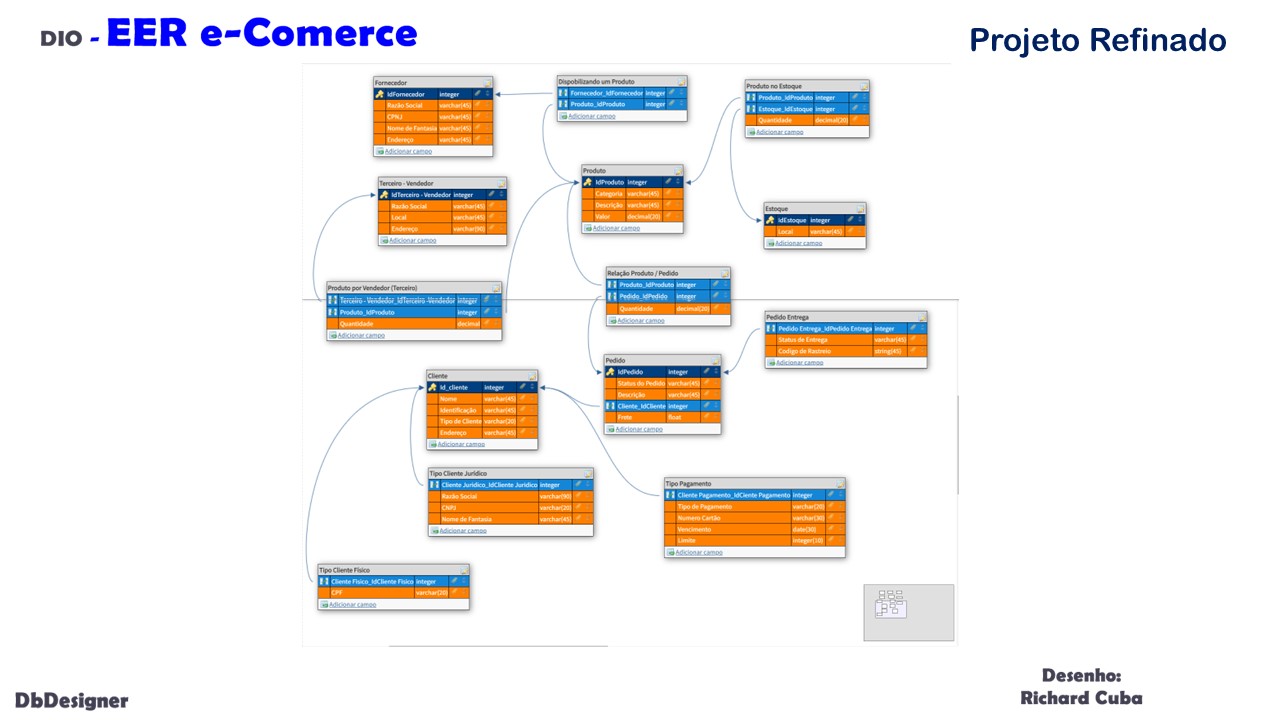 DIO - EER e-Comerce
Projeto Refinado
Fornecedor
IdFornecedor integer
Razão Social varchar(45)
CPNJ varchar(45)
Nome de Fantasia varchar(45)
Endereço varchar(45)
Adicionar campo
Dispobilizando um Produto
Fornecedor_IdFornecedor integer
Produto_IdProduto integer
Adicionar campo
Produto no Estoque
Produto_IdProduto integer
Estoque_IdEstoque integer
Quantidade decimal(20)
Adicionar campo
Terceiro - Vendedor
IdTerceiro - Vendedor integer
Razão Social varchar(45)
Local varchar(45)
Endereço varchar(90)
Adicionar campo
Produto
IdProduto integer
Categoria varchar(45)
Descrição varchar(45)
Valor decimal(20)
Adicionar campo
Estoque
IdEstoque integer
Local varchar(45)
Adicionar campo
Produto por Vendedor (Terceiro)
Terceiro - Vendedor_IdTerceiro -Vendedor integer
Produto_IdProduto integer
Quantidade decimal
Adicionar campo
Relação Produto / Pedido
Produto_IdProduto integer
Pedido_IdPedido integer
Quantidade decimal(20)
Adicionar campo
Pedido Entrega
Pedido Entrega_IdPedido Entrega integer
Status de Entrega varchar(45)
Codigo de Rastreio string(45)
Adicionar campo
Pedido
IdPedido integer
Status do Pedido varchar(45)
Descrição varchar(45)
Cliente_IdCliente integer
Frete float
Adicionar campo
Cliente
Id_cliente integer
Nome varchar(45)
Identificação varchar(45)
Tipo de Cliente varchar(20)
Endereço varchar(45)
Adicionar campo
Tipo Cliente Jurídico
Cliente Jurídico_IdCliente Jurídico integer
Razão Social varchar(90)
CNPJ varchar(20)
Nome de Fantasia varchar(45)
Adicionar campo
Tipo Pagamento
Cliente Pagamento_IdCiente Pagamento integer
Tipo de Pagamento varchar(20)
Numero Cartão varchar(30)
Vencimento date(30)
Limite integer(10)
Adicionar campo
Tipo Cliente Físico
Cliente Físico_IdCliente Físico integer
CPF varchar(20)
Adicionar campo
DbDesigner
Desenho:
Richard Cuba